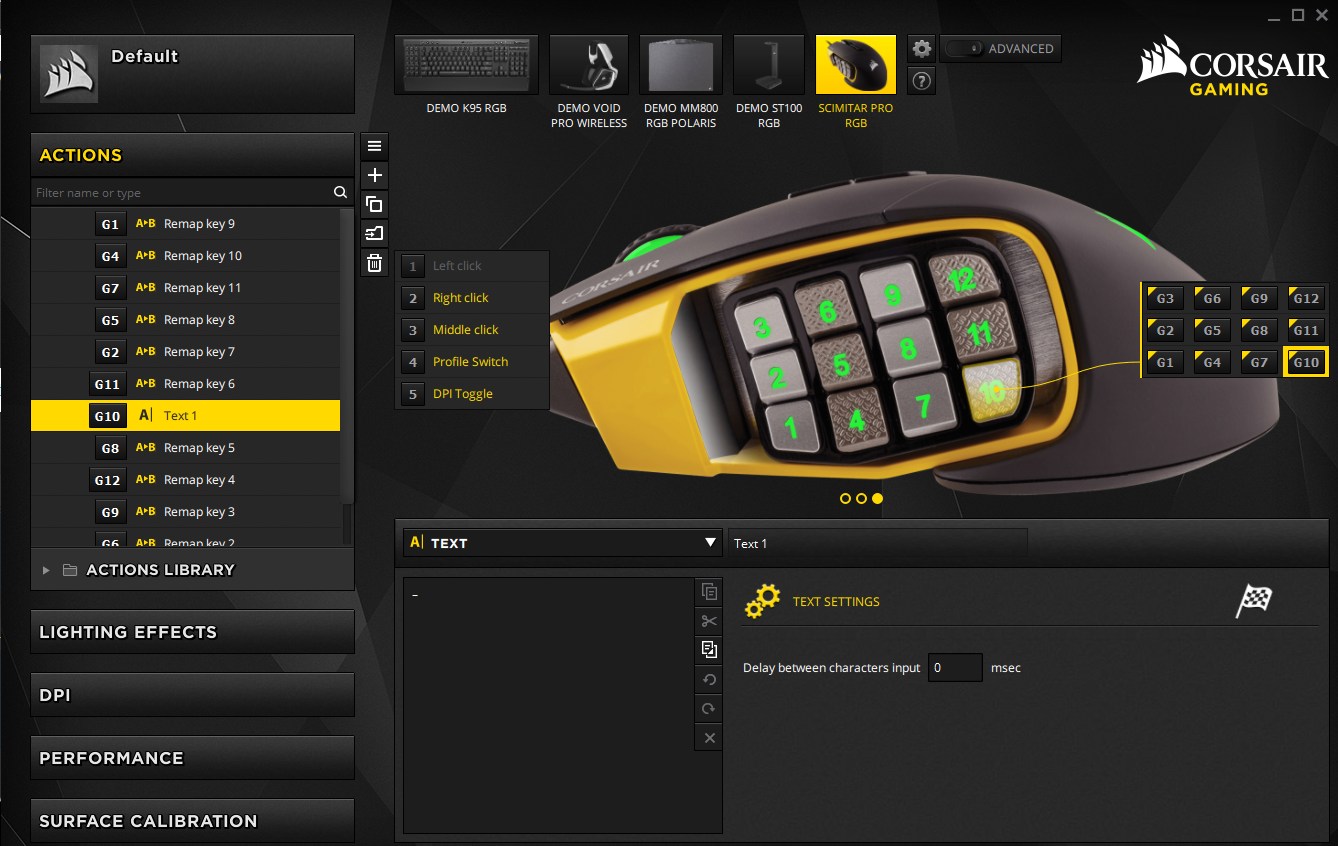 Default
DEMO K95 RGB
DEMO VOID
PRO WIRELESS
DEMO MM800
RGB POLARIS
DEMO ST100
RGB
SCIMITAR PRO
RGB
?
ADVANCED
CORSAIR
GAMING
ACTIONS
Filter name or type
G1 A▸B Remap key 9
G4 A▸B Remap key 10
G7 A▸B Remap key 11
G5 A▸B Remap key 8
G2 A▸B Remap key 7
G11 A▸B Remap key 6
G10 A| Text 1
G8 A▸B Remap key 5
G12 A▸B Remap key 4
G9 A▸B Remap key 3
G6 A▸B Remap key 2
ACTIONS LIBRARY
LIGHTING EFFECTS
DPI
PERFORMANCE
SURFACE CALIBRATION
1 Left click
2 Right click
3 Middle click
4 Profile Switch
5 DPI Toggle
CORSAIR
3 6 9 12
2 5 8 11
1 4 7 10
G3 G6 G9 G12
G2 G5 G8 G11
G1 G4 G7 G10
A| TEXT
Text 1
–
TEXT SETTINGS
Delay between characters input 0 msec